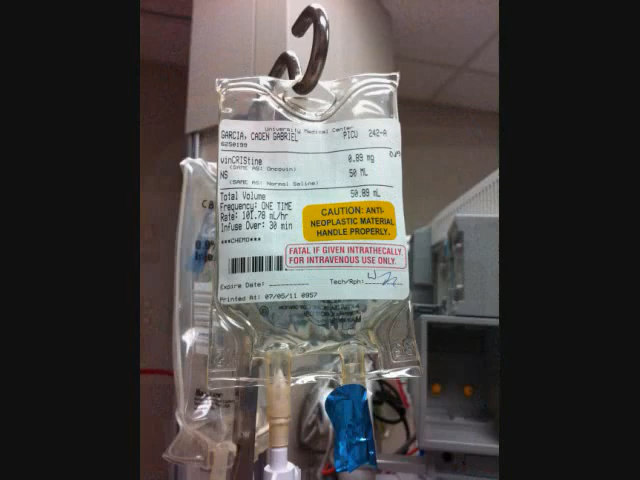 University Medical Center
GARCIA, CADEN GABRIEL PICU 242-A
6250199
vinCRIStine 0.89 mg
(SAME AS: Oncovin)
NS 50 ML
(SAME AS: Normal Saline)
Total Volume 50.89 mL
Frequency: ONE TIME
Rate: 101.78 mL/hr
Infuse Over: 30 min
***CHEMO***
CAUTION: ANTI-
NEOPLASTIC MATERIAL
HANDLE PROPERLY.
FATAL IF GIVEN INTRATHECALLY.
FOR INTRAVENOUS USE ONLY.
Expire Date:
Tech/Rph:
Printed At: 07/05/11 0957